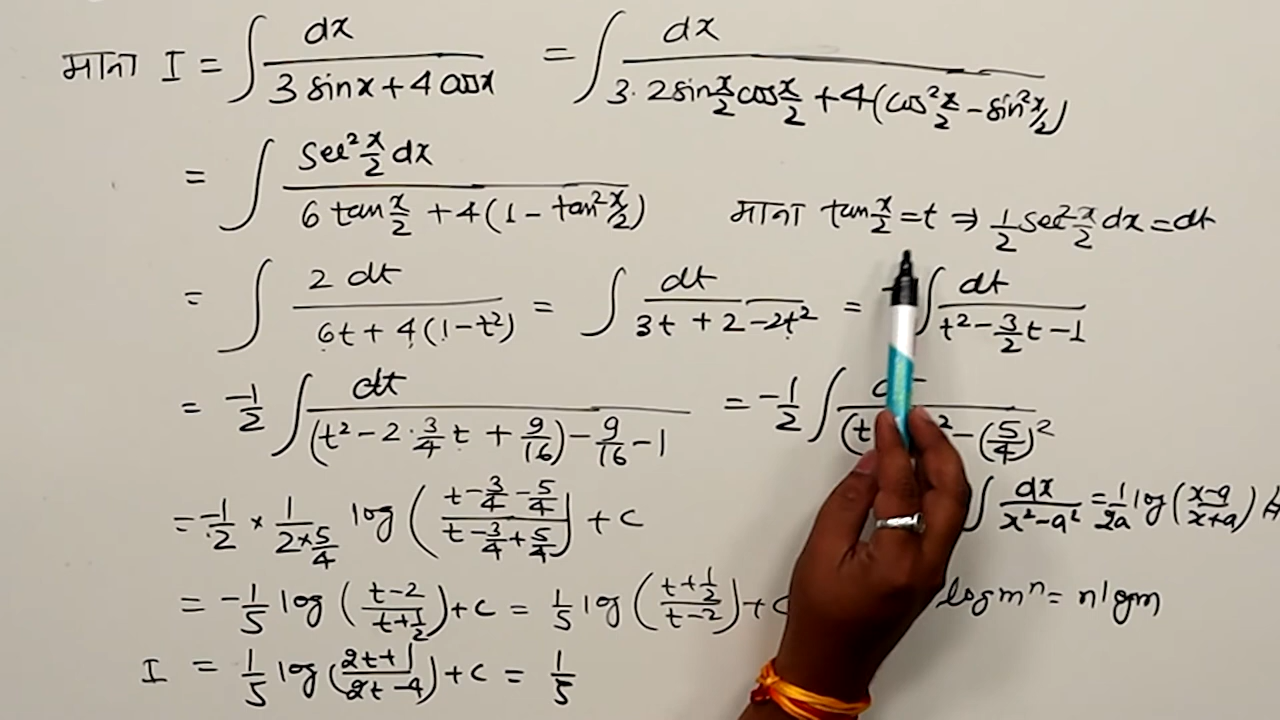 माना I = ∫ dx / (3 sinx + 4 cosx) = ∫ dx / (3·2sin x/2 cos x/2 + 4(cos² x/2 − sin² x/2)
= ∫ sec² x/2 dx / (6 tan x/2 + 4(1 − tan² x/2))
माना tan x/2 = t ⇒ 1/2 sec² x/2 dx = dt
= ∫ 2 dt / (6t + 4(1 − t²)) = ∫ dt / (3t + 2 − 2t²) = ∫ dt / (t² − 3/2 t − 1)
= −1/2 ∫ dt / ((t² − 2·3/4 t + 9/16) − 9/16 − 1) = −1/2 ∫ / (t ² − (5/4)²
= −1/2 × 1/(2×5/4) log ((t − 3/4 − 5/4) / (t − 3/4 + 5/4)) + c
∫ dx / (x² − a²) = 1/2a log ((x−a)/(x+a))
= −1/5 log ((t−2)/(t+1/2)) + c = 1/5 log ((t+1/2)/(t−2)) + c
log mⁿ = n log m
I = 1/5 log ((2t+1)/(2t−4)) + c = 1/5